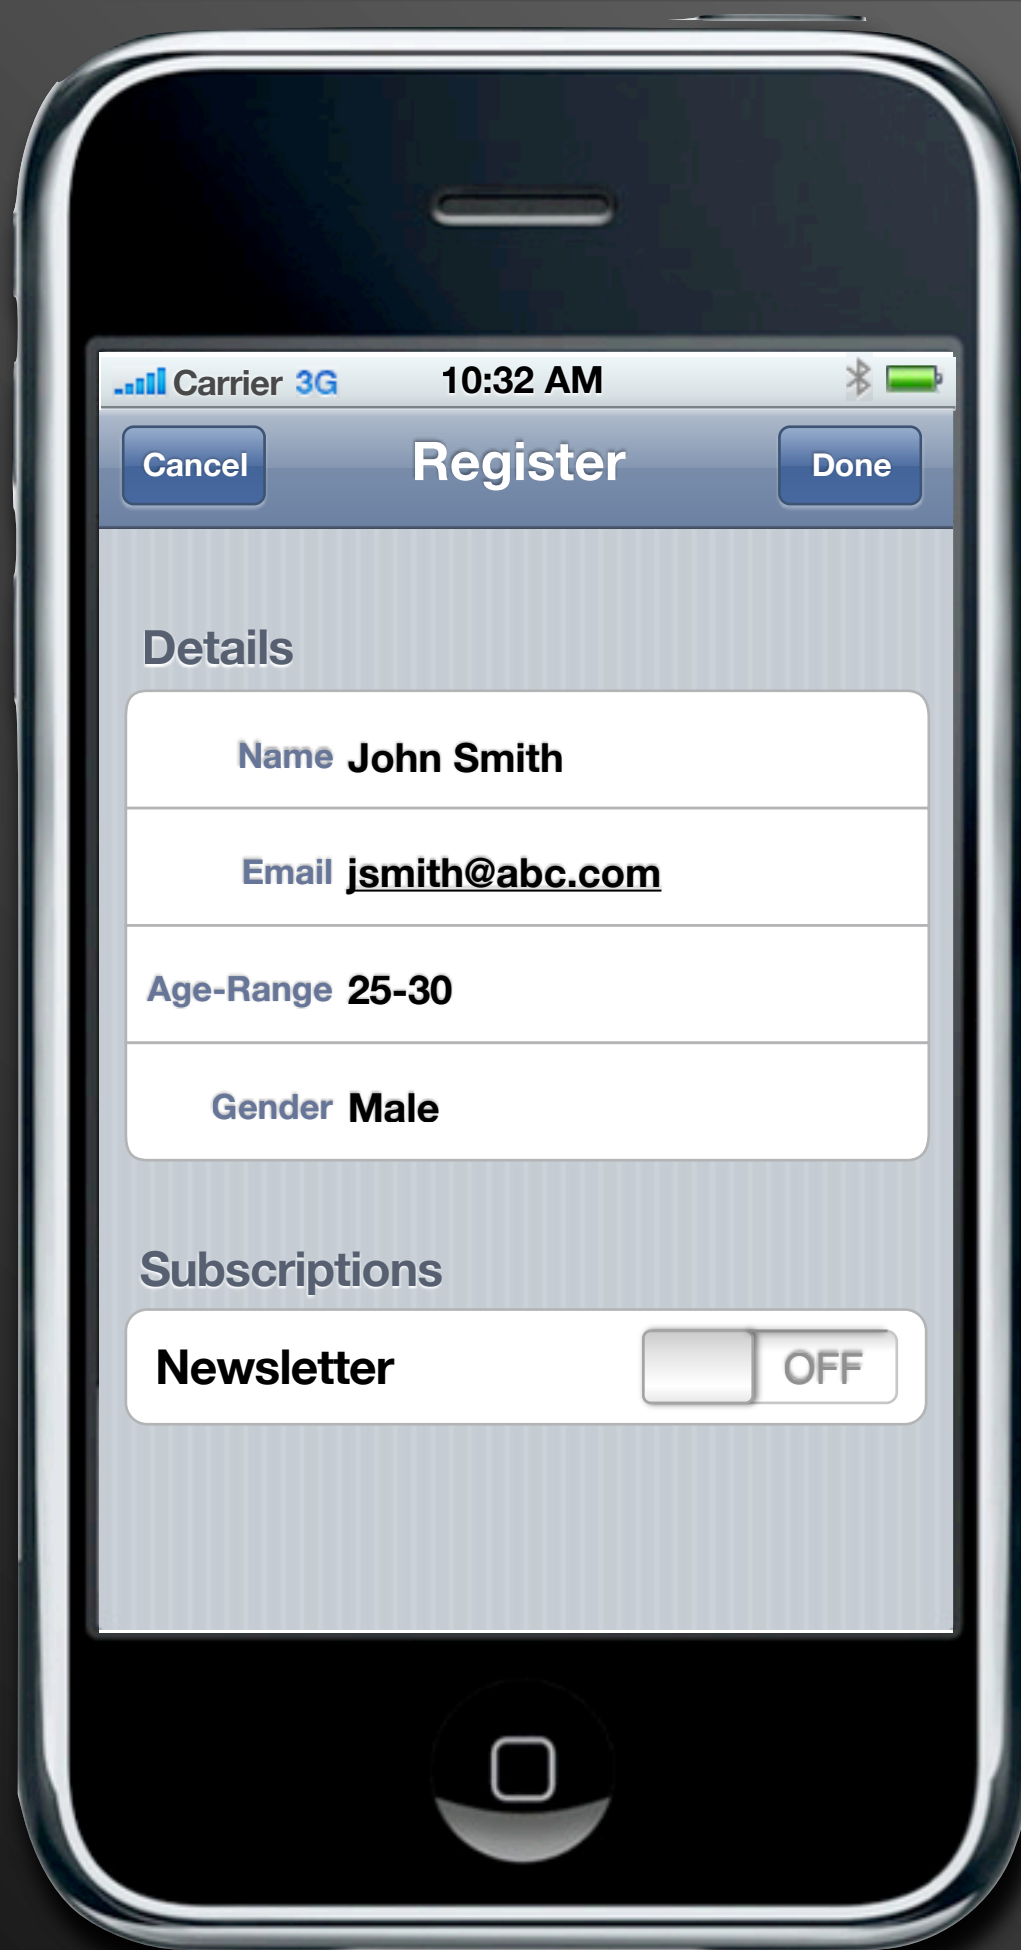 Carrier 3G 10:32 AM
Cancel Register Done
Details
Name John Smith
Email jsmith@abc.com
Age-Range 25-30
Gender Male
Subscriptions
Newsletter OFF